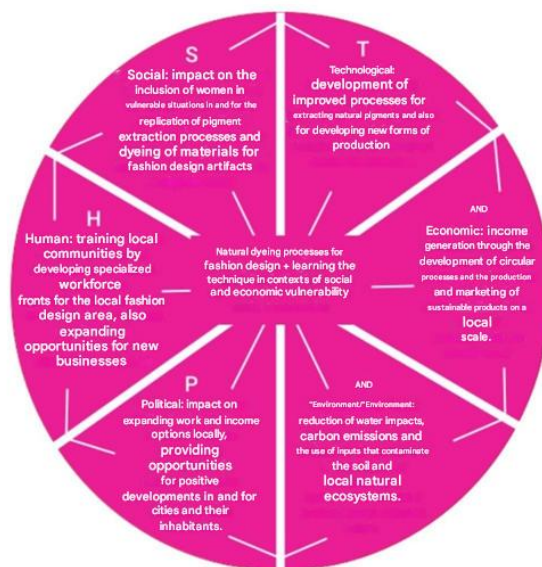 S
Social: impact on the
inclusion of women in
vulnerable situations in and for the
replication of pigment
extraction processes and
dyeing of materials for
fashion design artifacts
T
Technological:
development of
improved processes for
extracting natural pigments and also
for developing new forms of
production
H
Human: training local
communities by
developing specialized
workforce
fronts for the local fashion
design area, also
expanding
opportunities for new
businesses
Natural dyeing processes for
fashion design + learning the
technique in contexts of social
and economic vulnerability
AND
Economic: income
generation through the
development of circular
processes and the production
and marketing of
sustainable products on a
local
scale.
P
Political: impact on
expanding work and income
options locally,
providing
opportunities
for positive
developments in and for
cities and their
inhabitants.
AND
"Environment/"Environment:
reduction of water impacts,
carbon emissions and
the use of inputs that contaminate
the soil and
local natural
ecosystems.